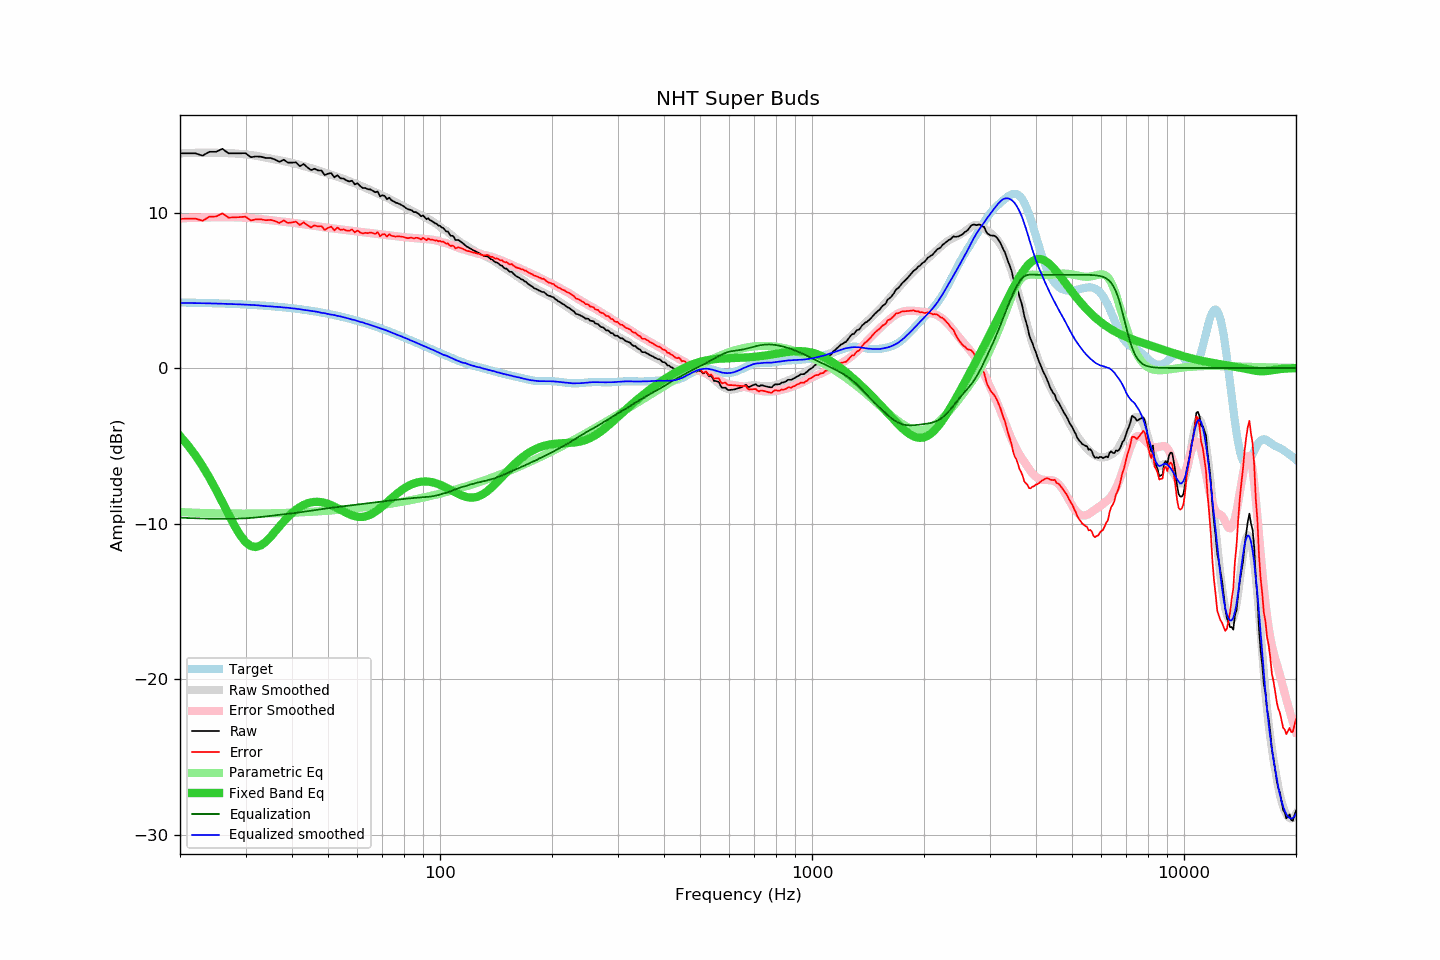 NHT Super Buds
Amplitude (dBr)
10
0
−10
−20
−30
Target
Raw Smoothed
Error Smoothed
Raw
Error
Parametric Eq
Fixed Band Eq
Equalization
Equalized smoothed
100
1000
10000
Frequency (Hz)